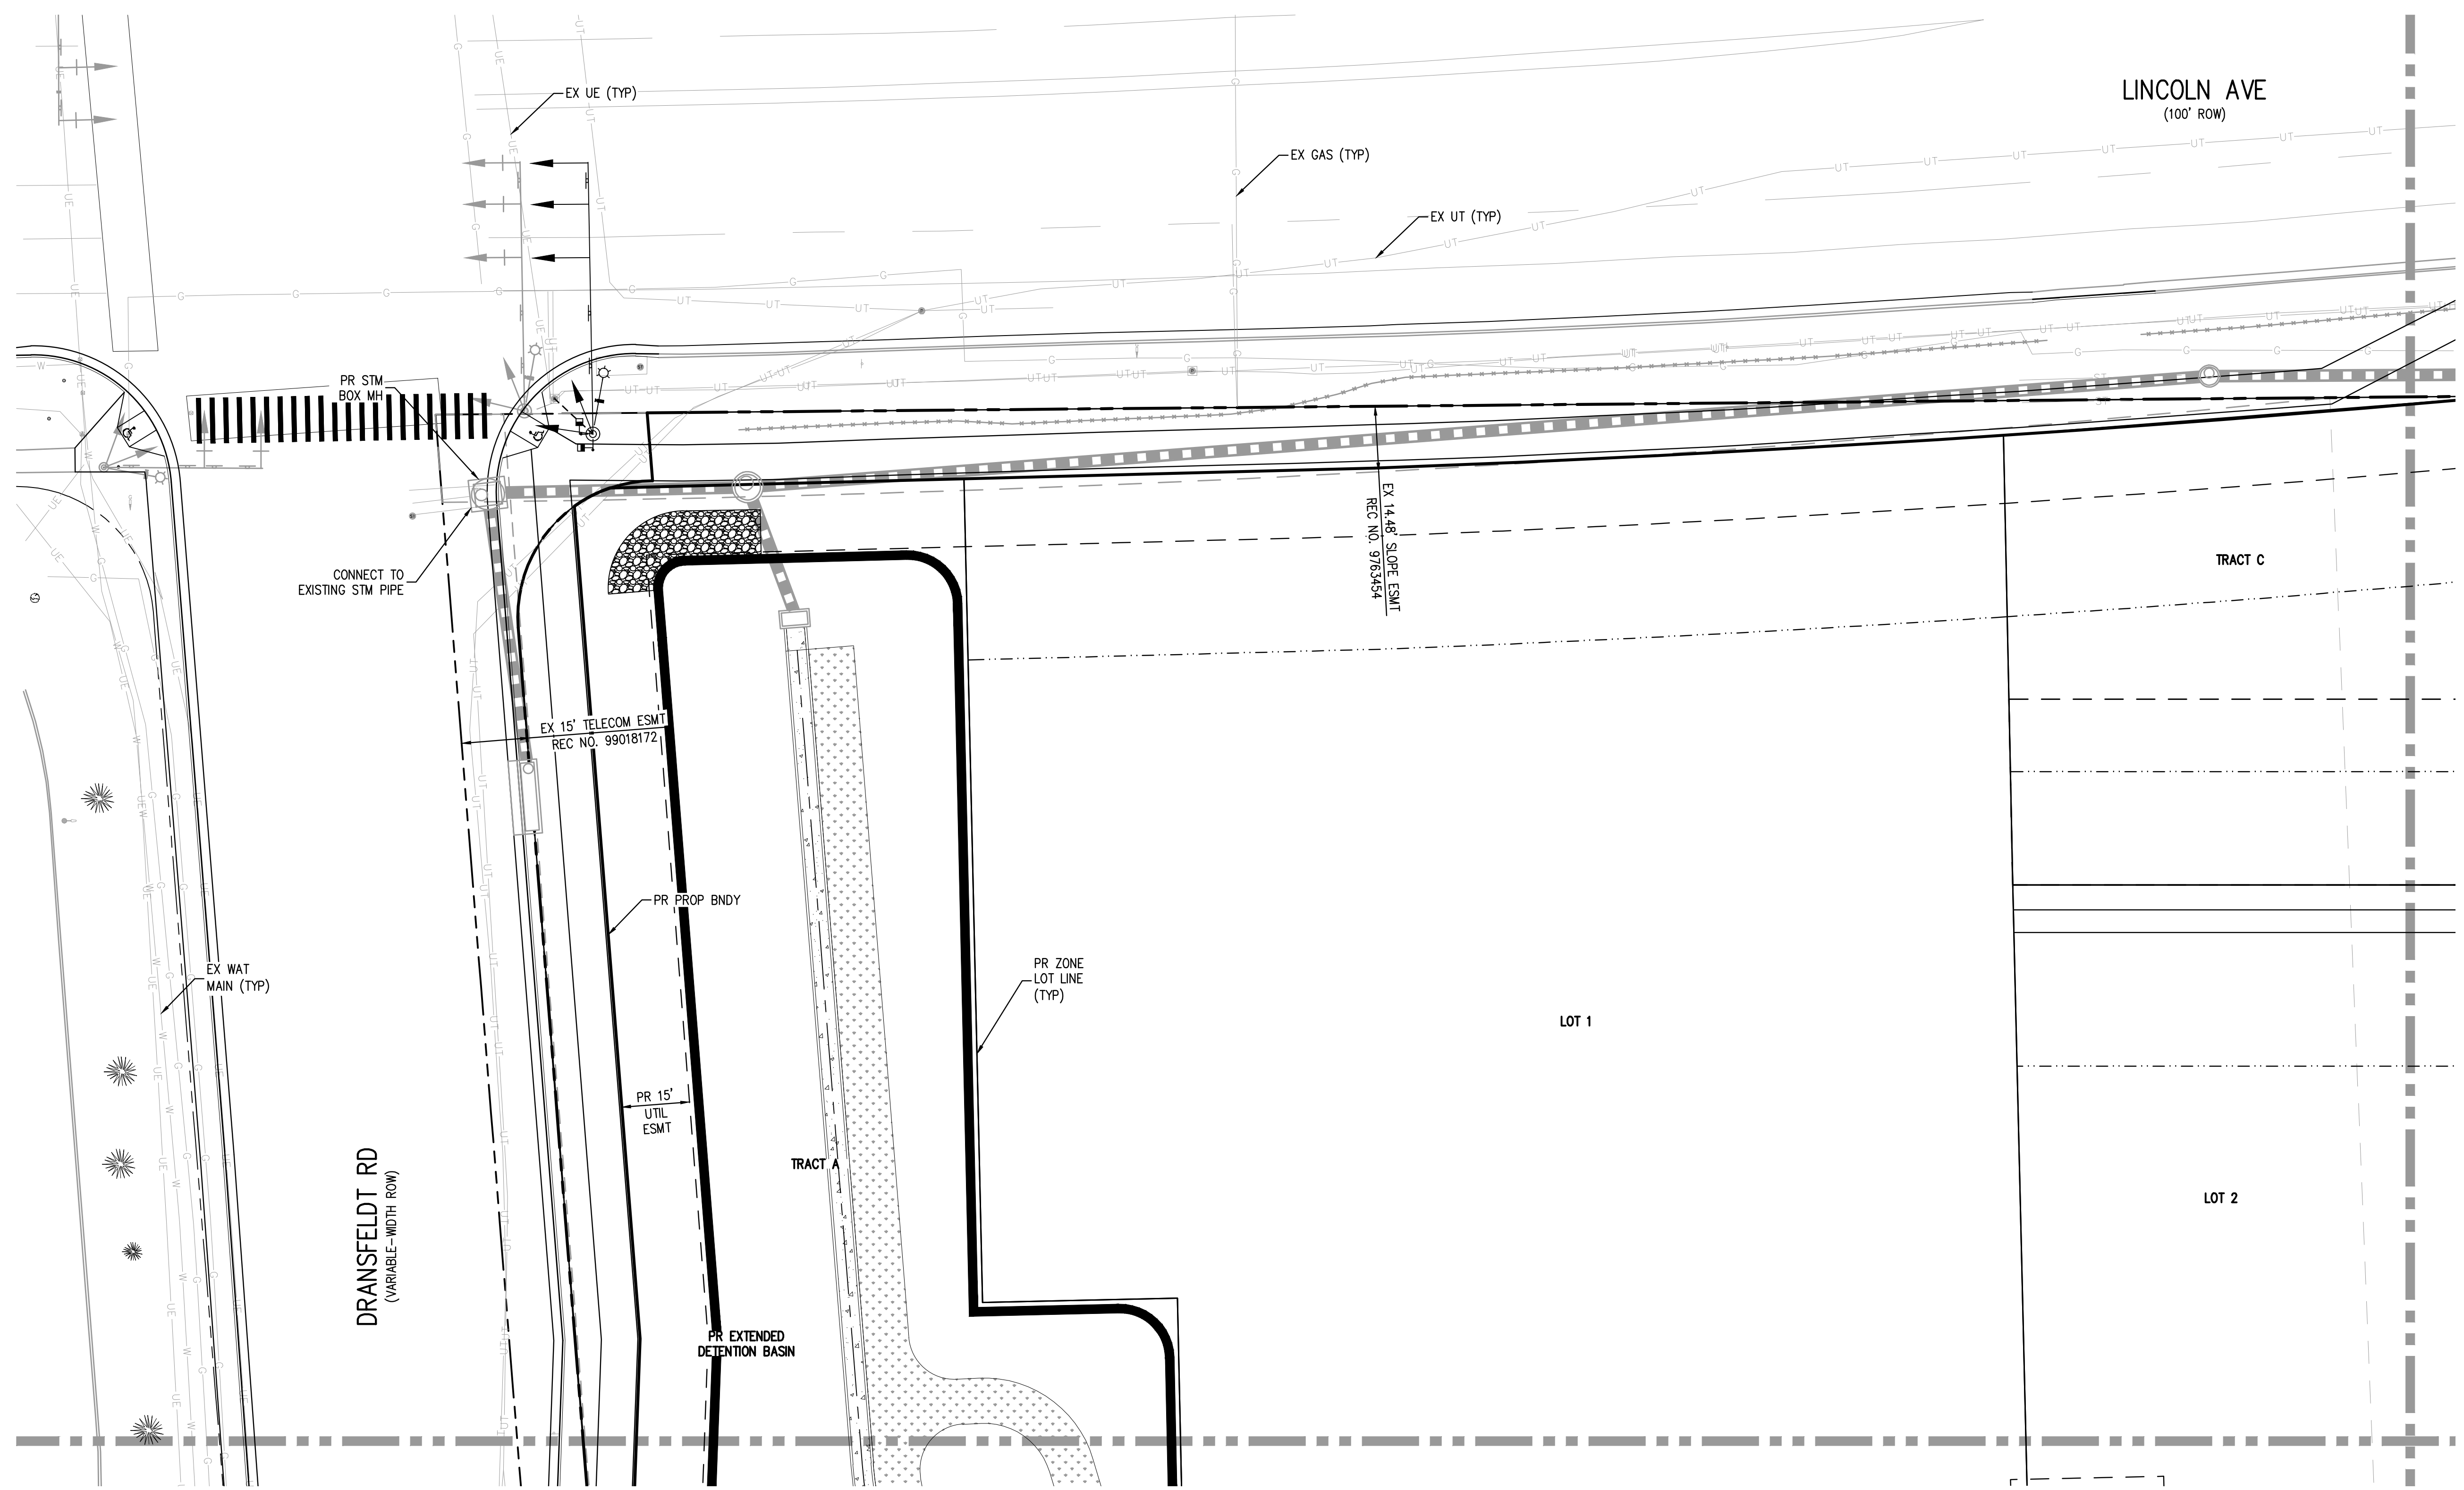 LINCOLN AVE
(100' ROW)
EX UE (TYP)
EX GAS (TYP)
EX UT (TYP)
PR STM
BOX MH
CONNECT TO
EXISTING STM PIPE
EX 14.48' SLOPE ESMT
REC NO. 9763454
TRACT C
EX 15' TELECOM ESMT
REC NO. 99018172
PR PROP BNDY
EX WAT
MAIN (TYP)
PR ZONE
LOT LINE
(TYP)
LOT 1
PR 15'
UTIL
ESMT
TRACT A
LOT 2
DRANSFELDT RD
(VARIABLE-WIDTH ROW)
PR EXTENDED
DETENTION BASIN